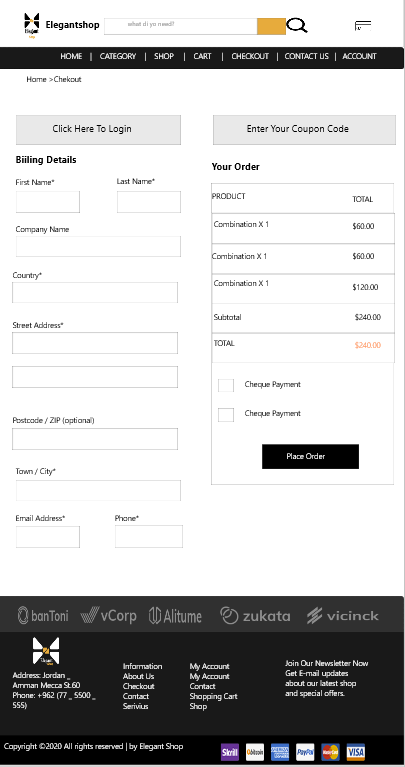 Elegantshop
what di yo need?
HOME | CATEGORY | SHOP | CART | CHECKOUT | CONTACT US | ACCOUNT
Home >Chekout
Click Here To Login
Enter Your Coupon Code
Biiling Details
First Name*
Last Name*
Company Name
Country*
Street Address*
Postcode / ZIP (optional)
Town / City*
Email Address*
Phone*
Your Order
PRODUCT TOTAL
Combination X 1 $60.00
Combination X 1 $60.00
Combination X 1 $120.00
Subtotal $240.00
TOTAL $240.00
Cheque Payment
Cheque Payment
Place Order
banToni vCorp Alitume zukata vicinck
Address: Jordan _
Amman Mecca St.60
Phone: +962 (77 _ 5500 _
555)
Information
About Us
Checkout
Contact
Serivius
My Account
My Account
Contact
Shopping Cart
Shop
Join Our Newsletter Now
Get E-mail updates
about our latest shop
and special offers.
Copyright ©2020 All rights reserved | by Elegant Shop
Skrill bitcoin PayPal VISA